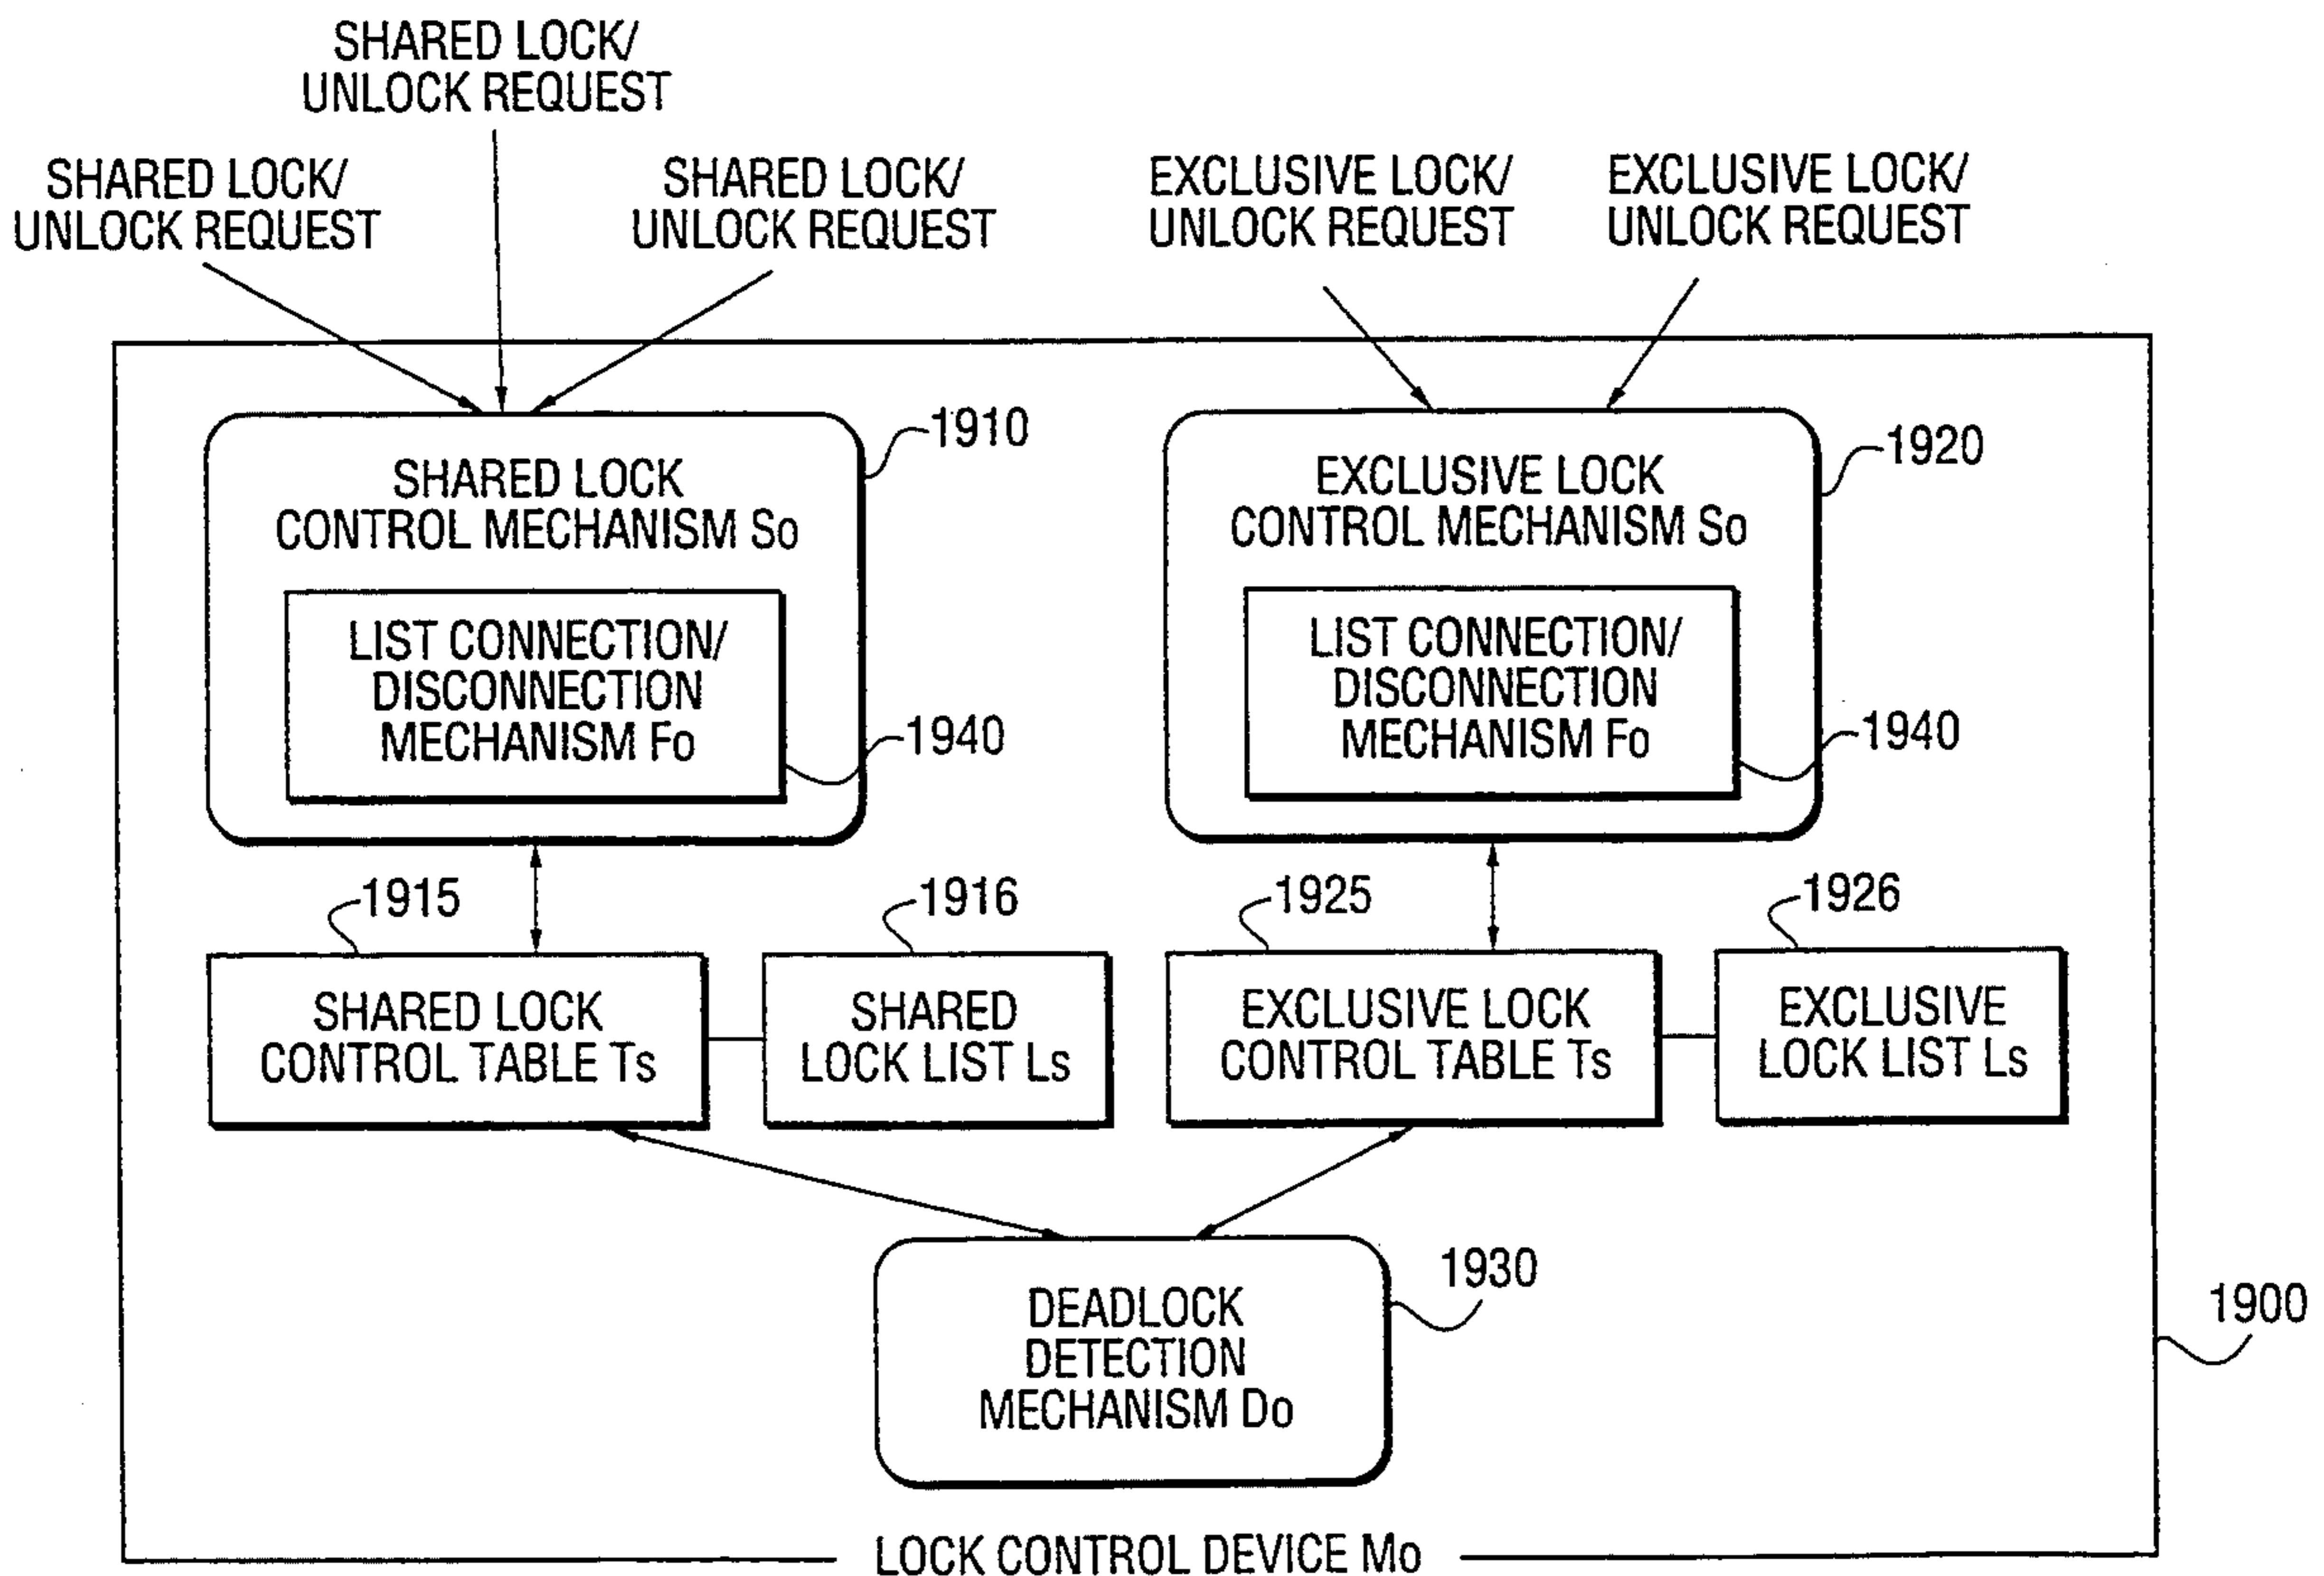 SHARED LOCK/
UNLOCK REQUEST
SHARED LOCK/
UNLOCK REQUEST
SHARED LOCK/
UNLOCK REQUEST
EXCLUSIVE LOCK/
UNLOCK REQUEST
EXCLUSIVE LOCK/
UNLOCK REQUEST
1910
SHARED LOCK
CONTROL MECHANISM So
LIST CONNECTION/
DISCONNECTION
MECHANISM Fo
1940
1920
EXCLUSIVE LOCK
CONTROL MECHANISM So
LIST CONNECTION/
DISCONNECTION
MECHANISM Fo
1940
1915
SHARED LOCK
CONTROL TABLE Ts
1916
SHARED
LOCK LIST Ls
1925
EXCLUSIVE LOCK
CONTROL TABLE Ts
1926
EXCLUSIVE
LOCK LIST Ls
1930
DEADLOCK
DETECTION
MECHANISM Do
1900
LOCK CONTROL DEVICE Mo